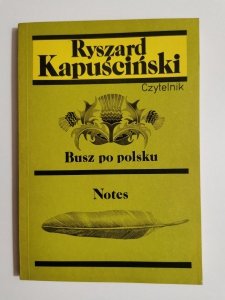 Ryszard
Kapuściński
Czytelnik
Busz po polsku
Notes